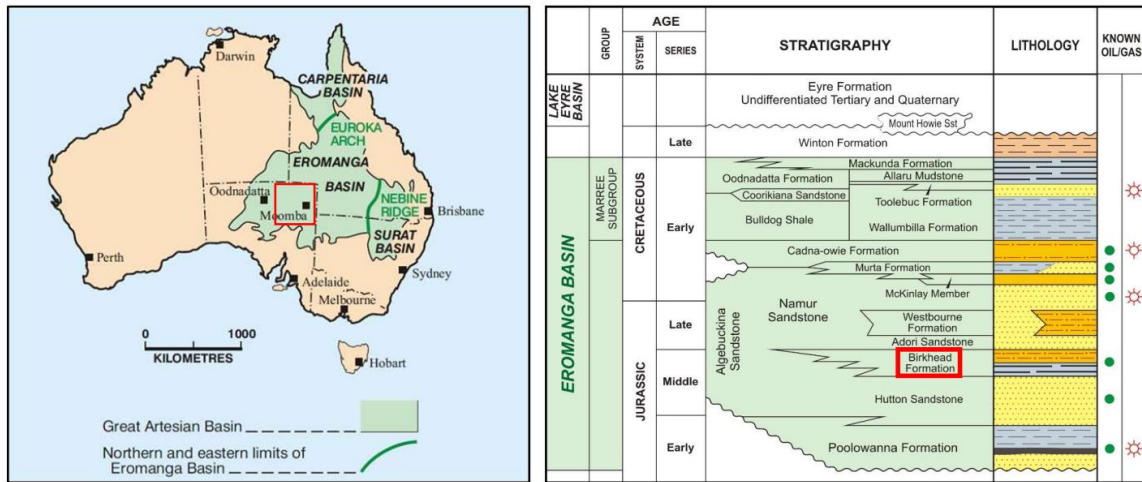 Darwin
CARPENTARIA
BASIN
EUROKA
ARCH
EROMANGA
BASIN
Oodnadatta
Moomba
NEBINE
RIDGE
Brisbane
SURAT
BASIN
Perth
Adelaide
Sydney
Melbourne
0 1000
KILOMETRES
Hobart
Great Artesian Basin
Northern and eastern limits of
Eromanga Basin
GROUP
AGE
SYSTEM
SERIES
STRATIGRAPHY
LITHOLOGY
KNOWN
OIL/GAS
LAKE
EYRE
BASIN
Eyre Formation
Undifferentiated Tertiary and Quaternary
Mount Howie Sst
Late
Winton Formation
EROMANGA BASIN
MARREE
SUBGROUP
CRETACEOUS
Early
Mackunda Formation
Oodnadatta Formation
Allaru Mudstone
Coorikiana Sandstone
Toolebuc Formation
Bulldog Shale
Wallumbilla Formation
Cadna-owie Formation
Murta Formation
McKinlay Member
JURASSIC
Late
Namur
Sandstone
Westbourne
Formation
Algebuckina
Sandstone
Adori Sandstone
Middle
Birkhead
Formation
Hutton Sandstone
Early
Poolowanna Formation